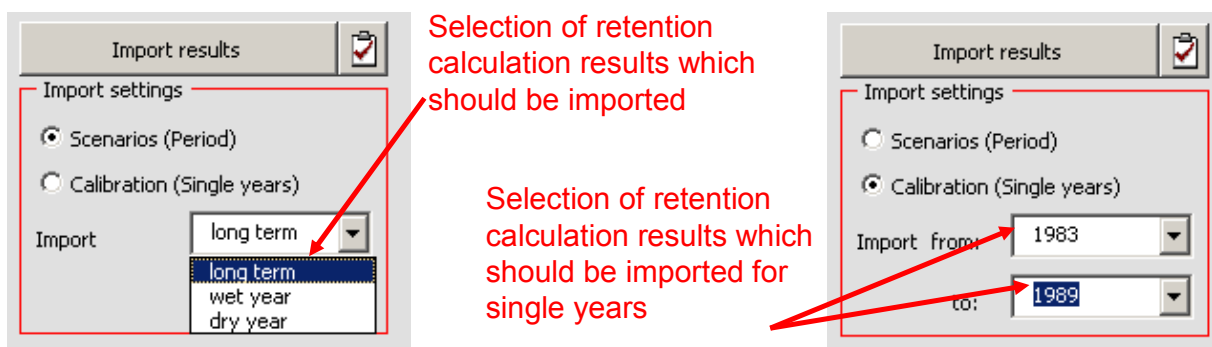 Import results
Import settings
Scenarios (Period)
Calibration (Single years)
Import
long term
long term
wet year
dry year
Selection of retention
calculation results which
should be imported
Selection of retention
calculation results which
should be imported for
single years
Import results
Import settings
Scenarios (Period)
Calibration (Single years)
Import from:
1983
to:
1989